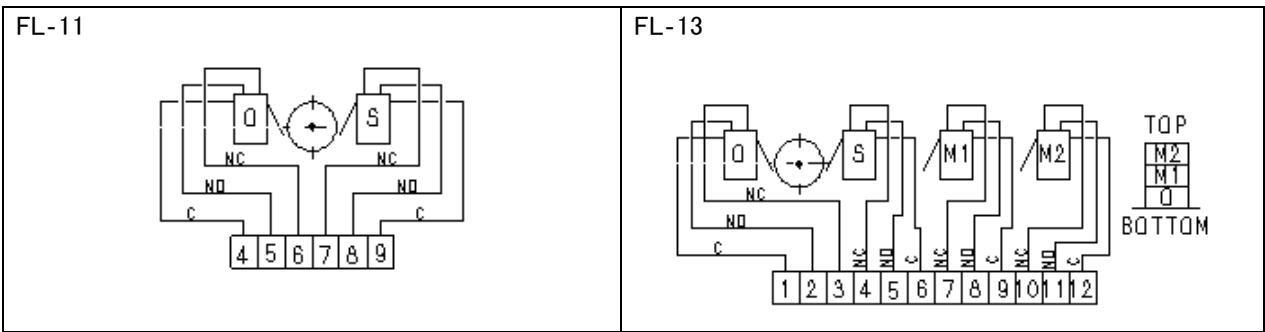 FL-11
O S
NC NC
NO NO
C C
4 5 6 7 8 9
FL-13
O S M1 M2
TOP
M2
M1
O
BOTTOM
NC
NO
C
NC NO C NC NO C NC NO C
1 2 3 4 5 6 7 8 9 10 11 12